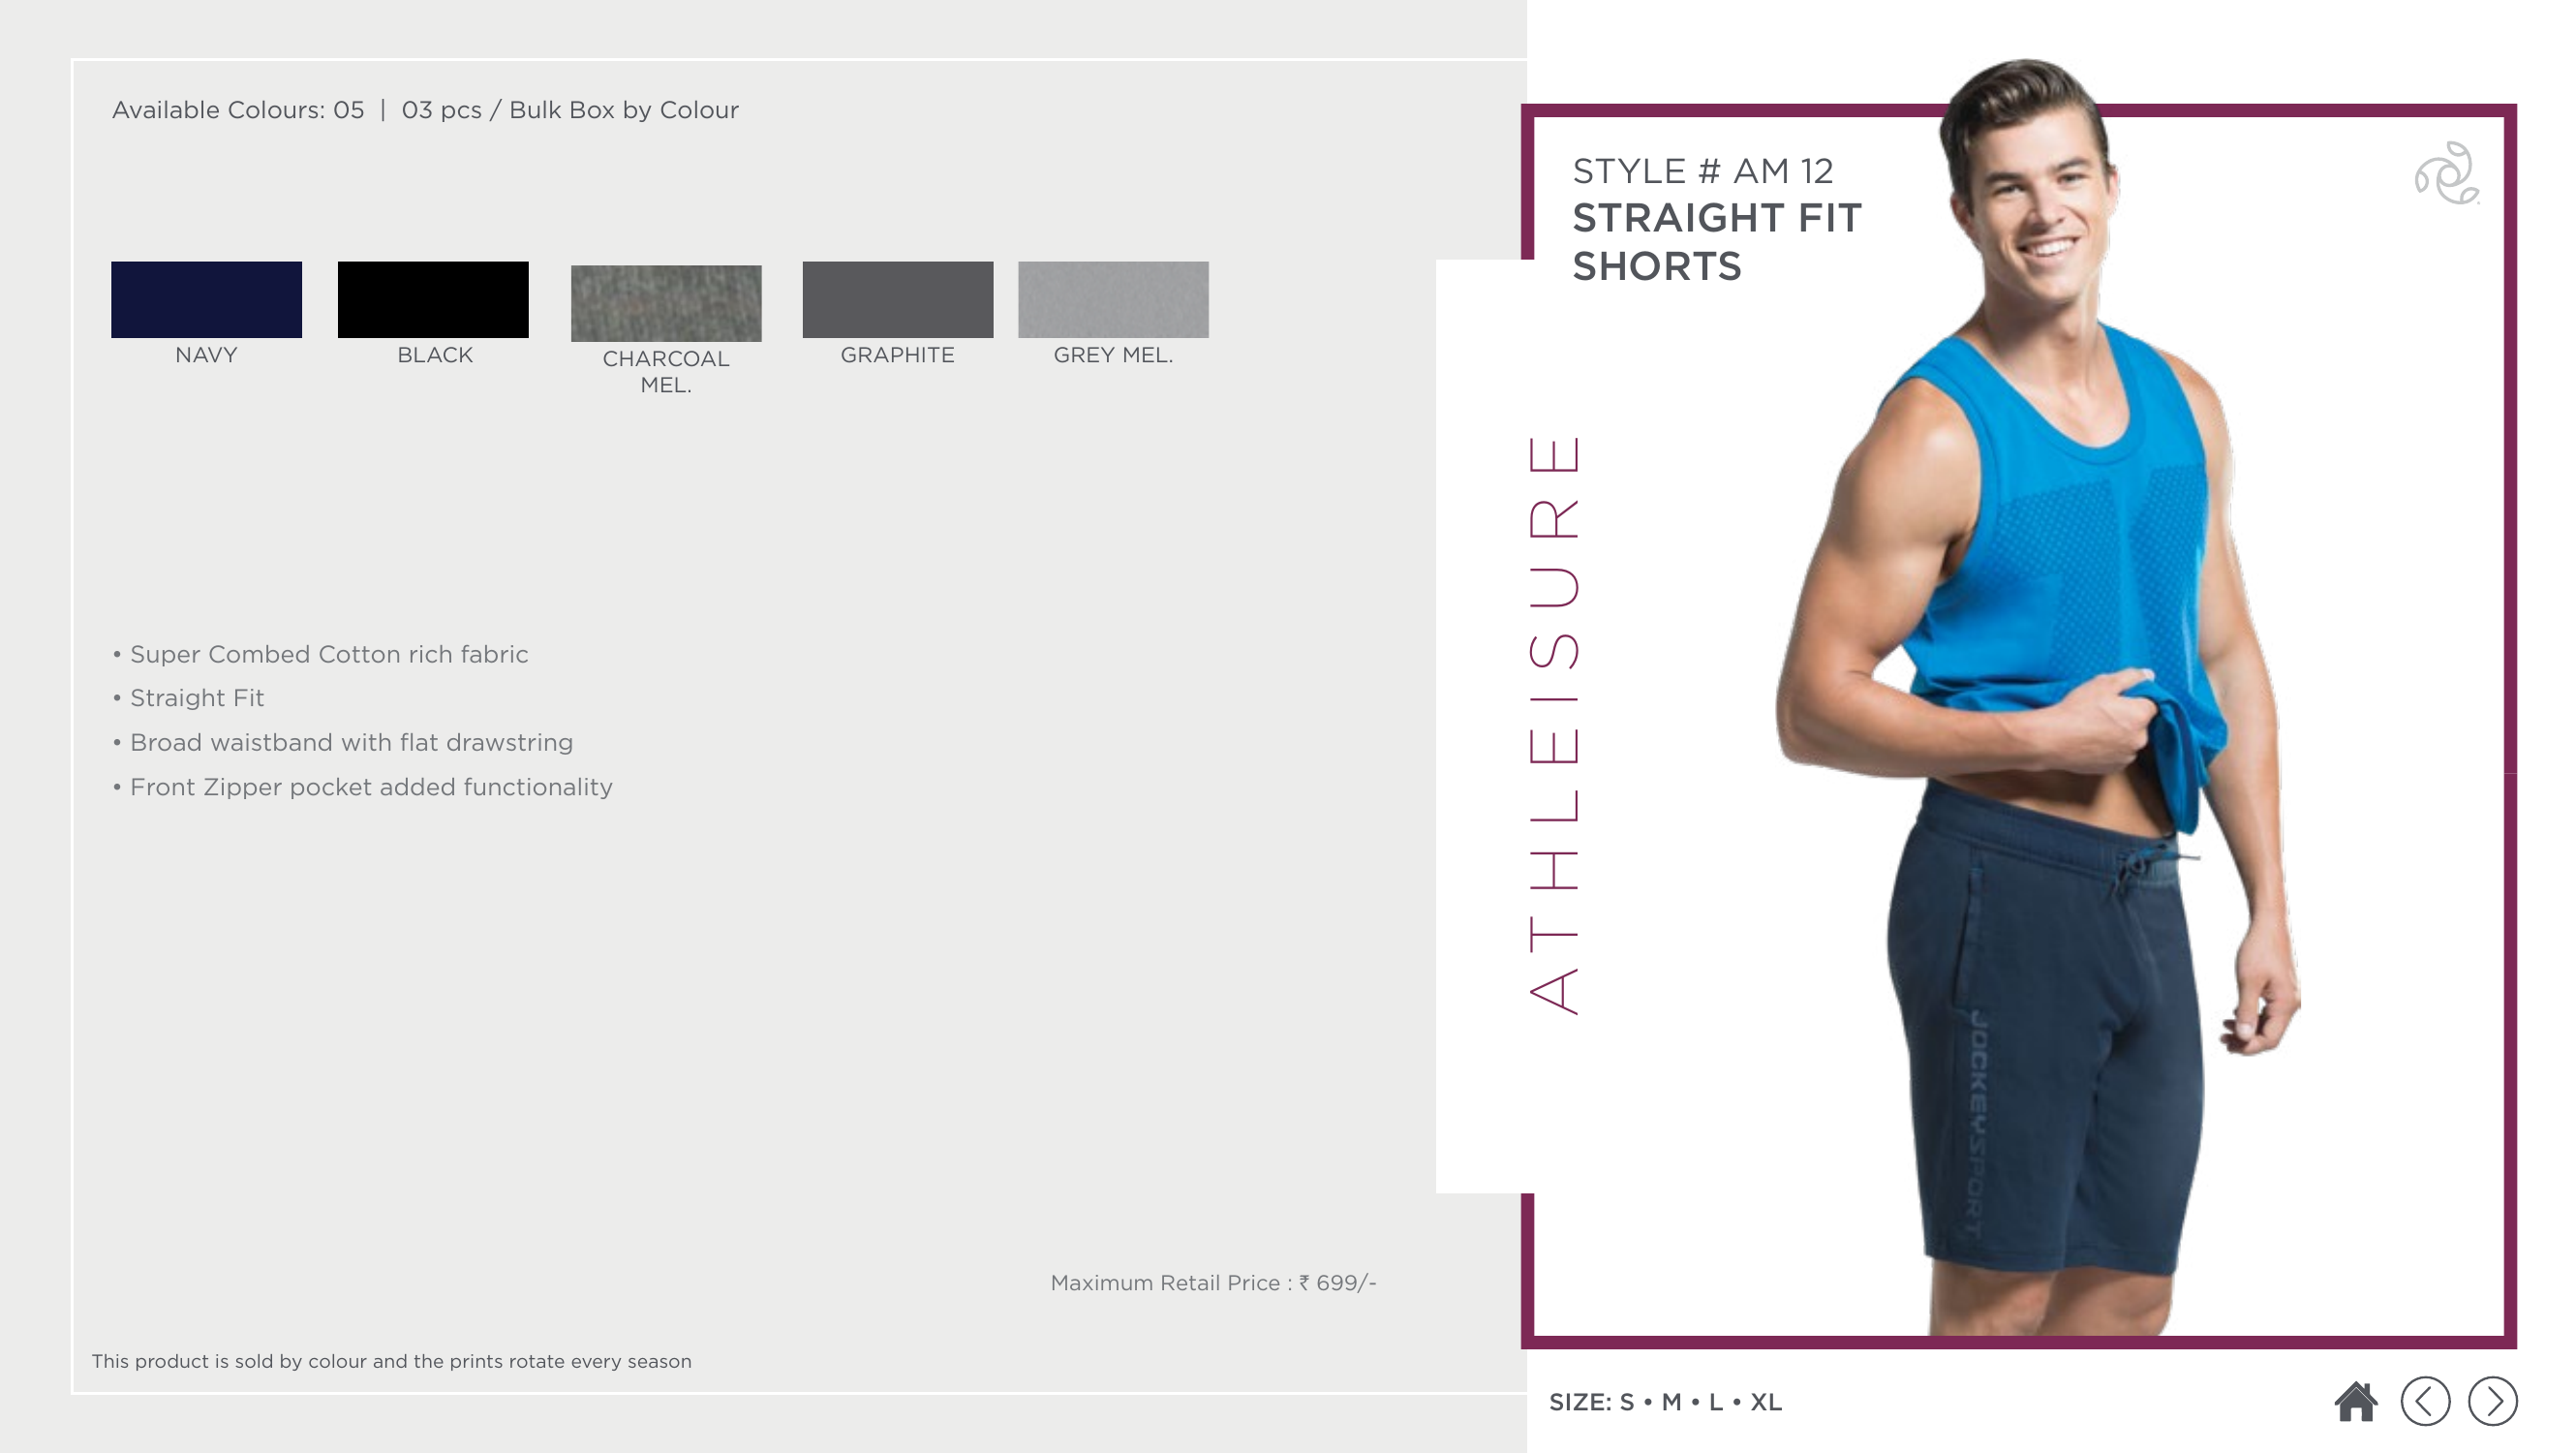 Available Colours: 05 | 03 pcs / Bulk Box by Colour
NAVY
BLACK
CHARCOAL
MEL.
GRAPHITE
GREY MEL.
• Super Combed Cotton rich fabric
• Straight Fit
• Broad waistband with flat drawstring
• Front Zipper pocket added functionality
Maximum Retail Price : ₹ 699/-
This product is sold by colour and the prints rotate every season
STYLE # AM 12
STRAIGHT FIT
SHORTS
ATHLEISURE
JOCKEYSPORT
SIZE: S • M • L • XL